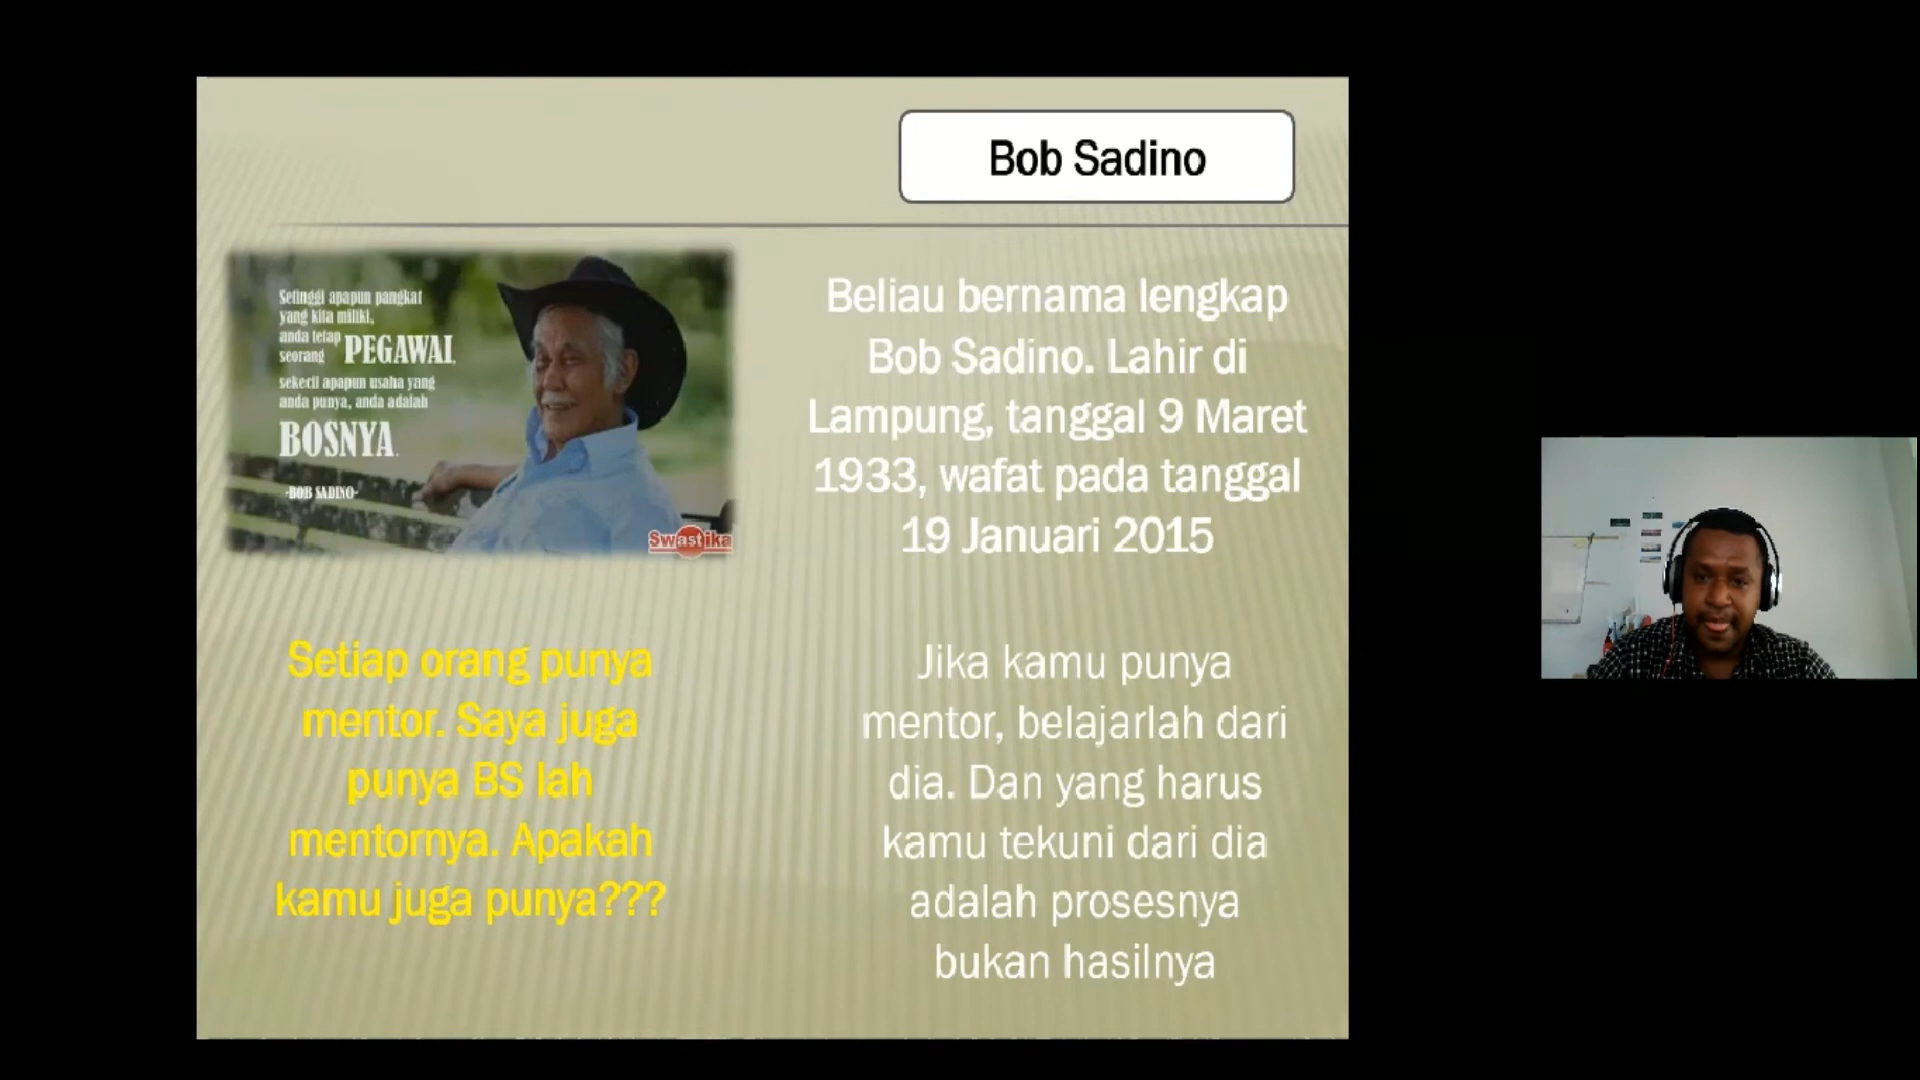 Bob Sadino
Setinggi apapun pangkat
yang kita miliki,
anda tetap
seorang PEGAWAI,
sekecil apapun usaha yang
anda punya, anda adalah
BOSNYA.
-BOB SADINO-
Swastika
Beliau bernama lengkap
Bob Sadino. Lahir di
Lampung, tanggal 9 Maret
1933, wafat pada tanggal
19 Januari 2015
Setiap orang punya
mentor. Saya juga
punya BS lah
mentornya. Apakah
kamu juga punya???
Jika kamu punya
mentor, belajarlah dari
dia. Dan yang harus
kamu tekuni dari dia
adalah prosesnya
bukan hasilnya